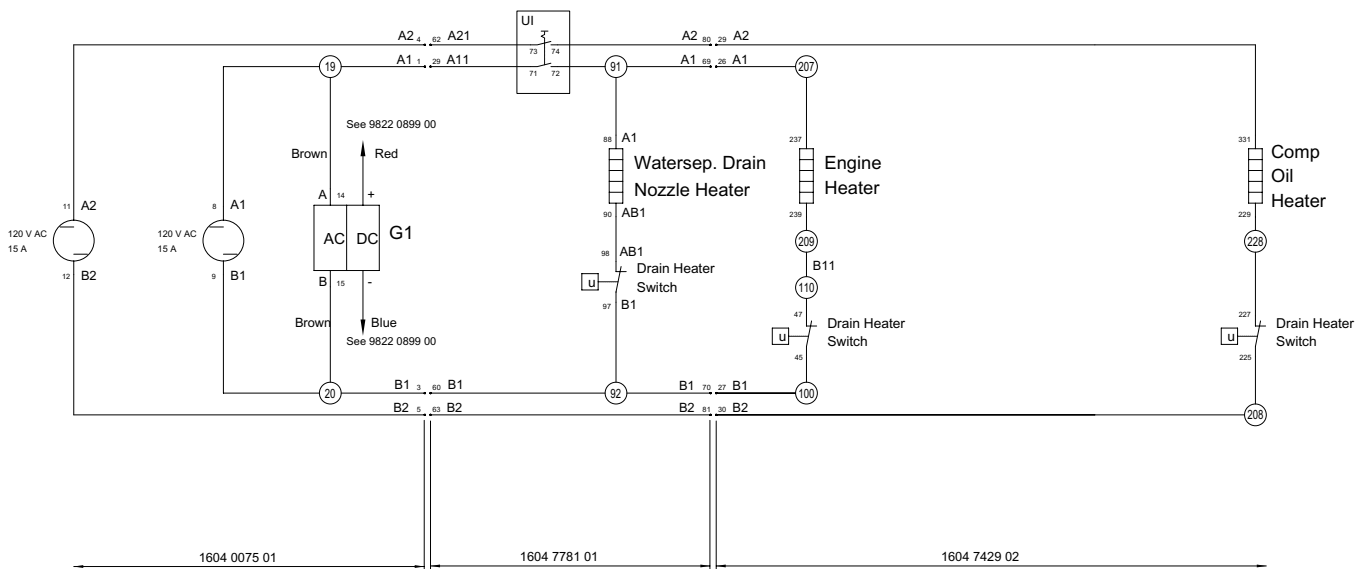 UI
A2 4 62 A21
73 74
A2 80 29 A2
19
A1 1 29 A11
71 72
91
A1 69 26 A1
207
See 9822 0899 00
Brown
Red
88 A1
Watersep. Drain
Nozzle Heater
237
Engine
Heater
331
Comp
Oil
Heater
11 A2
8 A1
A 14 +
90 AB1
239
229
120 V AC
15 A
120 V AC
15 A
AC DC G1
209
228
12 B2
9 B1
B 15 -
98 AB1
Drain Heater
Switch
u
97 B1
B11
110
Brown
Blue
See 9822 0899 00
47
Drain Heater
Switch
u
45
227
Drain Heater
Switch
u
225
20
B1 3 60 B1
92
B1 70 27 B1
100
B2 5 63 B2
B2 81 30 B2
208
1604 0075 01
1604 7781 01
1604 7429 02